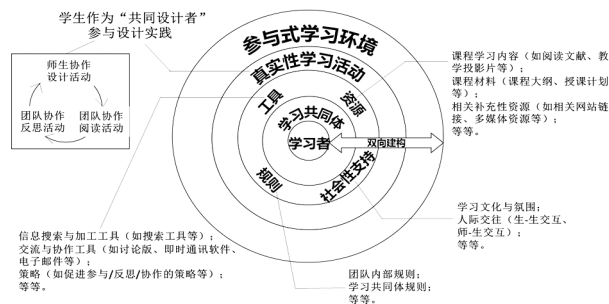 学生作为“共同设计者”
参与设计实践
师生协作
设计活动
团队协作
反思活动
团队协作
阅读活动
参与式学习环境
真实性学习活动
工具
资源
学习共同体
学习者
双向建构
规则
社会性支持
课程学习内容（如阅读文献、教
学投影片等）；
课程材料（课程大纲、授课计划
等）；
相关补充性资源（如相关网站链
接、多媒体资源等）；
等等。
学习文化与氛围；
人际交往（生-生交互、
师-生交互）；
等等。
信息搜索与加工工具（如搜索工具等）；
交流与协作工具（如讨论版、即时通讯软件、
电子邮件等）；
策略（如促进参与/反思/协作的策略等）；
等等。
团队内部规则；
学习共同体规则；
等等。